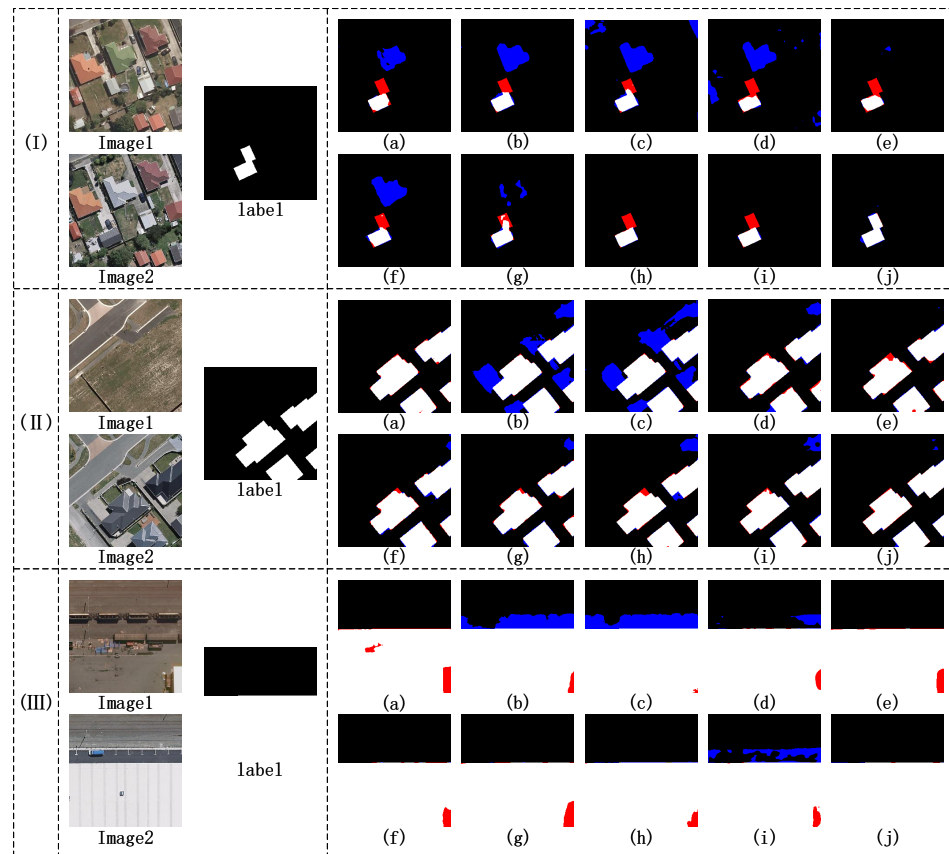 (Ⅰ)
Image1
Image2
label
(a) (b) (c) (d) (e)
(f) (g) (h) (i) (j)
(Ⅱ)
Image1
Image2
label
(a) (b) (c) (d) (e)
(f) (g) (h) (i) (j)
(Ⅲ)
Image1
Image2
label
(a) (b) (c) (d) (e)
(f) (g) (h) (i) (j)